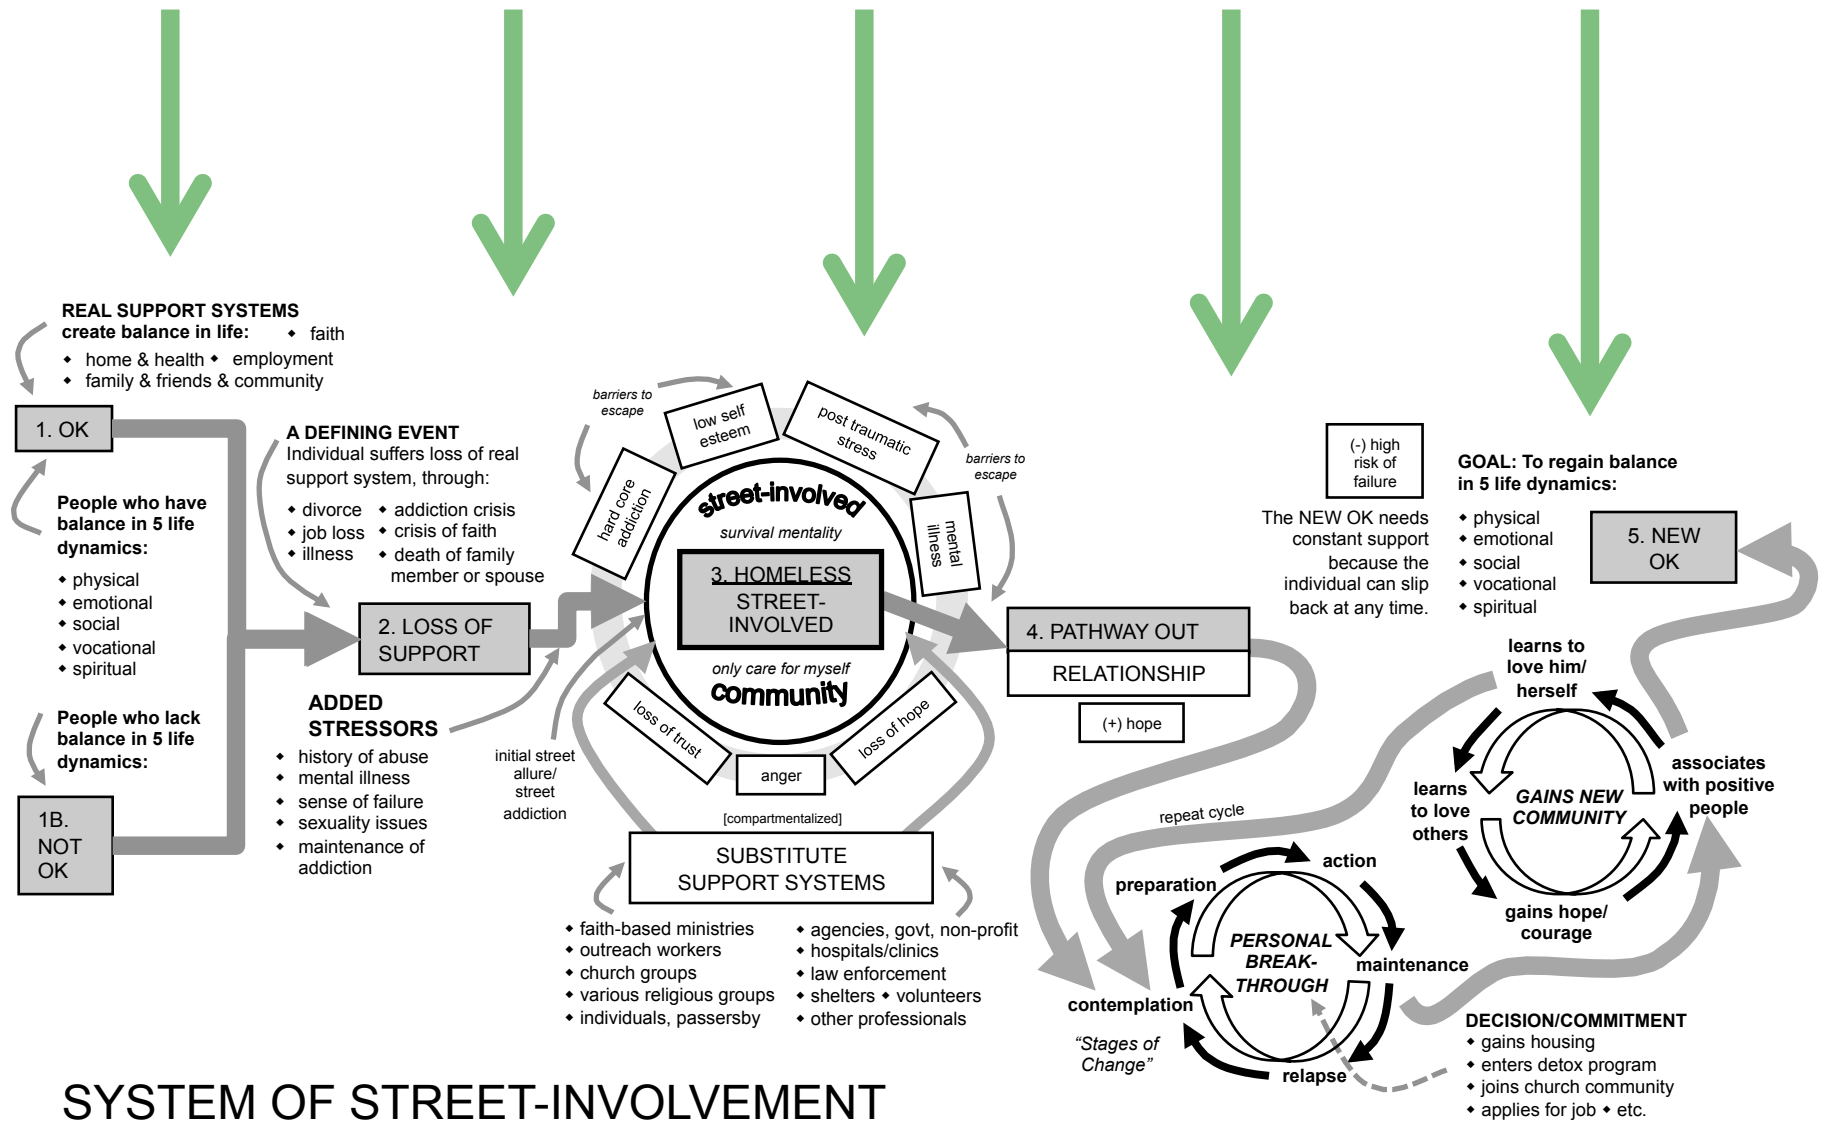 REAL SUPPORT SYSTEMS
create balance in life:
◆ faith
◆ home & health ◆ employment
◆ family & friends & community
1. OK
People who have
balance in 5 life
dynamics:
◆ physical
◆ emotional
◆ social
◆ vocational
◆ spiritual
People who lack
balance in 5 life
dynamics:
1B.
NOT
OK
A DEFINING EVENT
Individual suffers loss of real
support system, through:
◆ divorce
◆ job loss
◆ illness
◆ addiction crisis
◆ crisis of faith
◆ death of family
member or spouse
2. LOSS OF
SUPPORT
ADDED
STRESSORS
◆ history of abuse
◆ mental illness
◆ sense of failure
◆ sexuality issues
◆ maintenance of
addiction
initial street
allure/
street
addiction
barriers to
escape
hard core
addiction
low self
esteem
post traumatic
stress
mental
illness
barriers to
escape
street-involved
survival mentality
3. HOMELESS
STREET-
INVOLVED
only care for myself
community
loss of trust
anger
loss of hope
[compartmentalized]
SUBSTITUTE
SUPPORT SYSTEMS
◆ faith-based ministries
◆ outreach workers
◆ church groups
◆ various religious groups
◆ individuals, passersby
◆ agencies, govt, non-profit
◆ hospitals/clinics
◆ law enforcement
◆ shelters ◆ volunteers
◆ other professionals
4. PATHWAY OUT
RELATIONSHIP
(+) hope
(-) high
risk of
failure
The NEW OK needs
constant support
because the
individual can slip
back at any time.
GOAL: To regain balance
in 5 life dynamics:
◆ physical
◆ emotional
◆ social
◆ vocational
◆ spiritual
5. NEW
OK
learns to
love him/
herself
associates
with positive
people
learns
to love
others
GAINS NEW
COMMUNITY
gains hope/
courage
repeat cycle
action
preparation
PERSONAL
BREAK-
THROUGH
maintenance
contemplation
relapse
"Stages of
Change"
DECISION/COMMITMENT
◆ gains housing
◆ enters detox program
◆ joins church community
◆ applies for job ◆ etc.
SYSTEM OF STREET-INVOLVEMENT